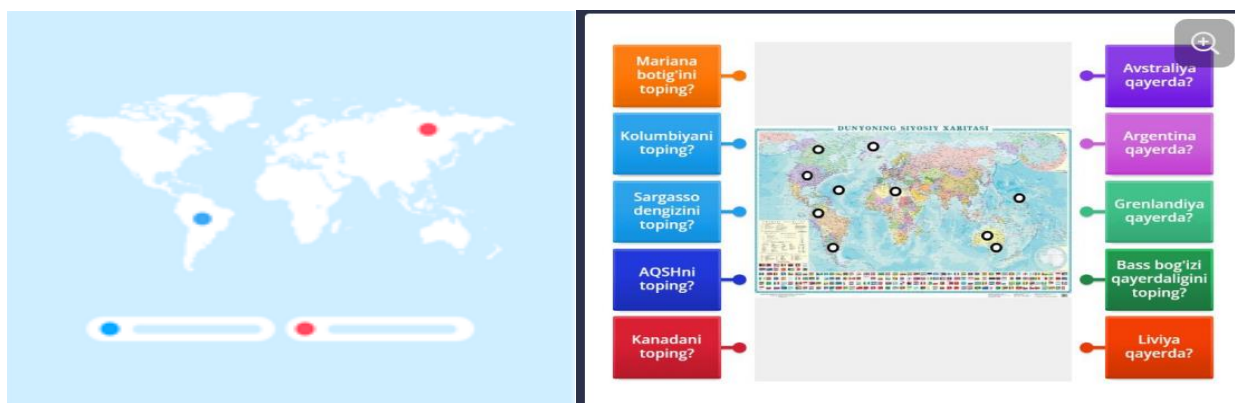 Mariana
botig'ini
toping?
Kolumbiyani
toping?
Sargasso
dengizini
toping?
AQSHni
toping?
Kanadani
toping?
DUNYONING SIYOSIY XARITASI
Avstraliya
qayerda?
Argentina
qayerda?
Grenlandiya
qayerda?
Bass bog'izi
qayerdaligini
toping?
Liviya
qayerda?